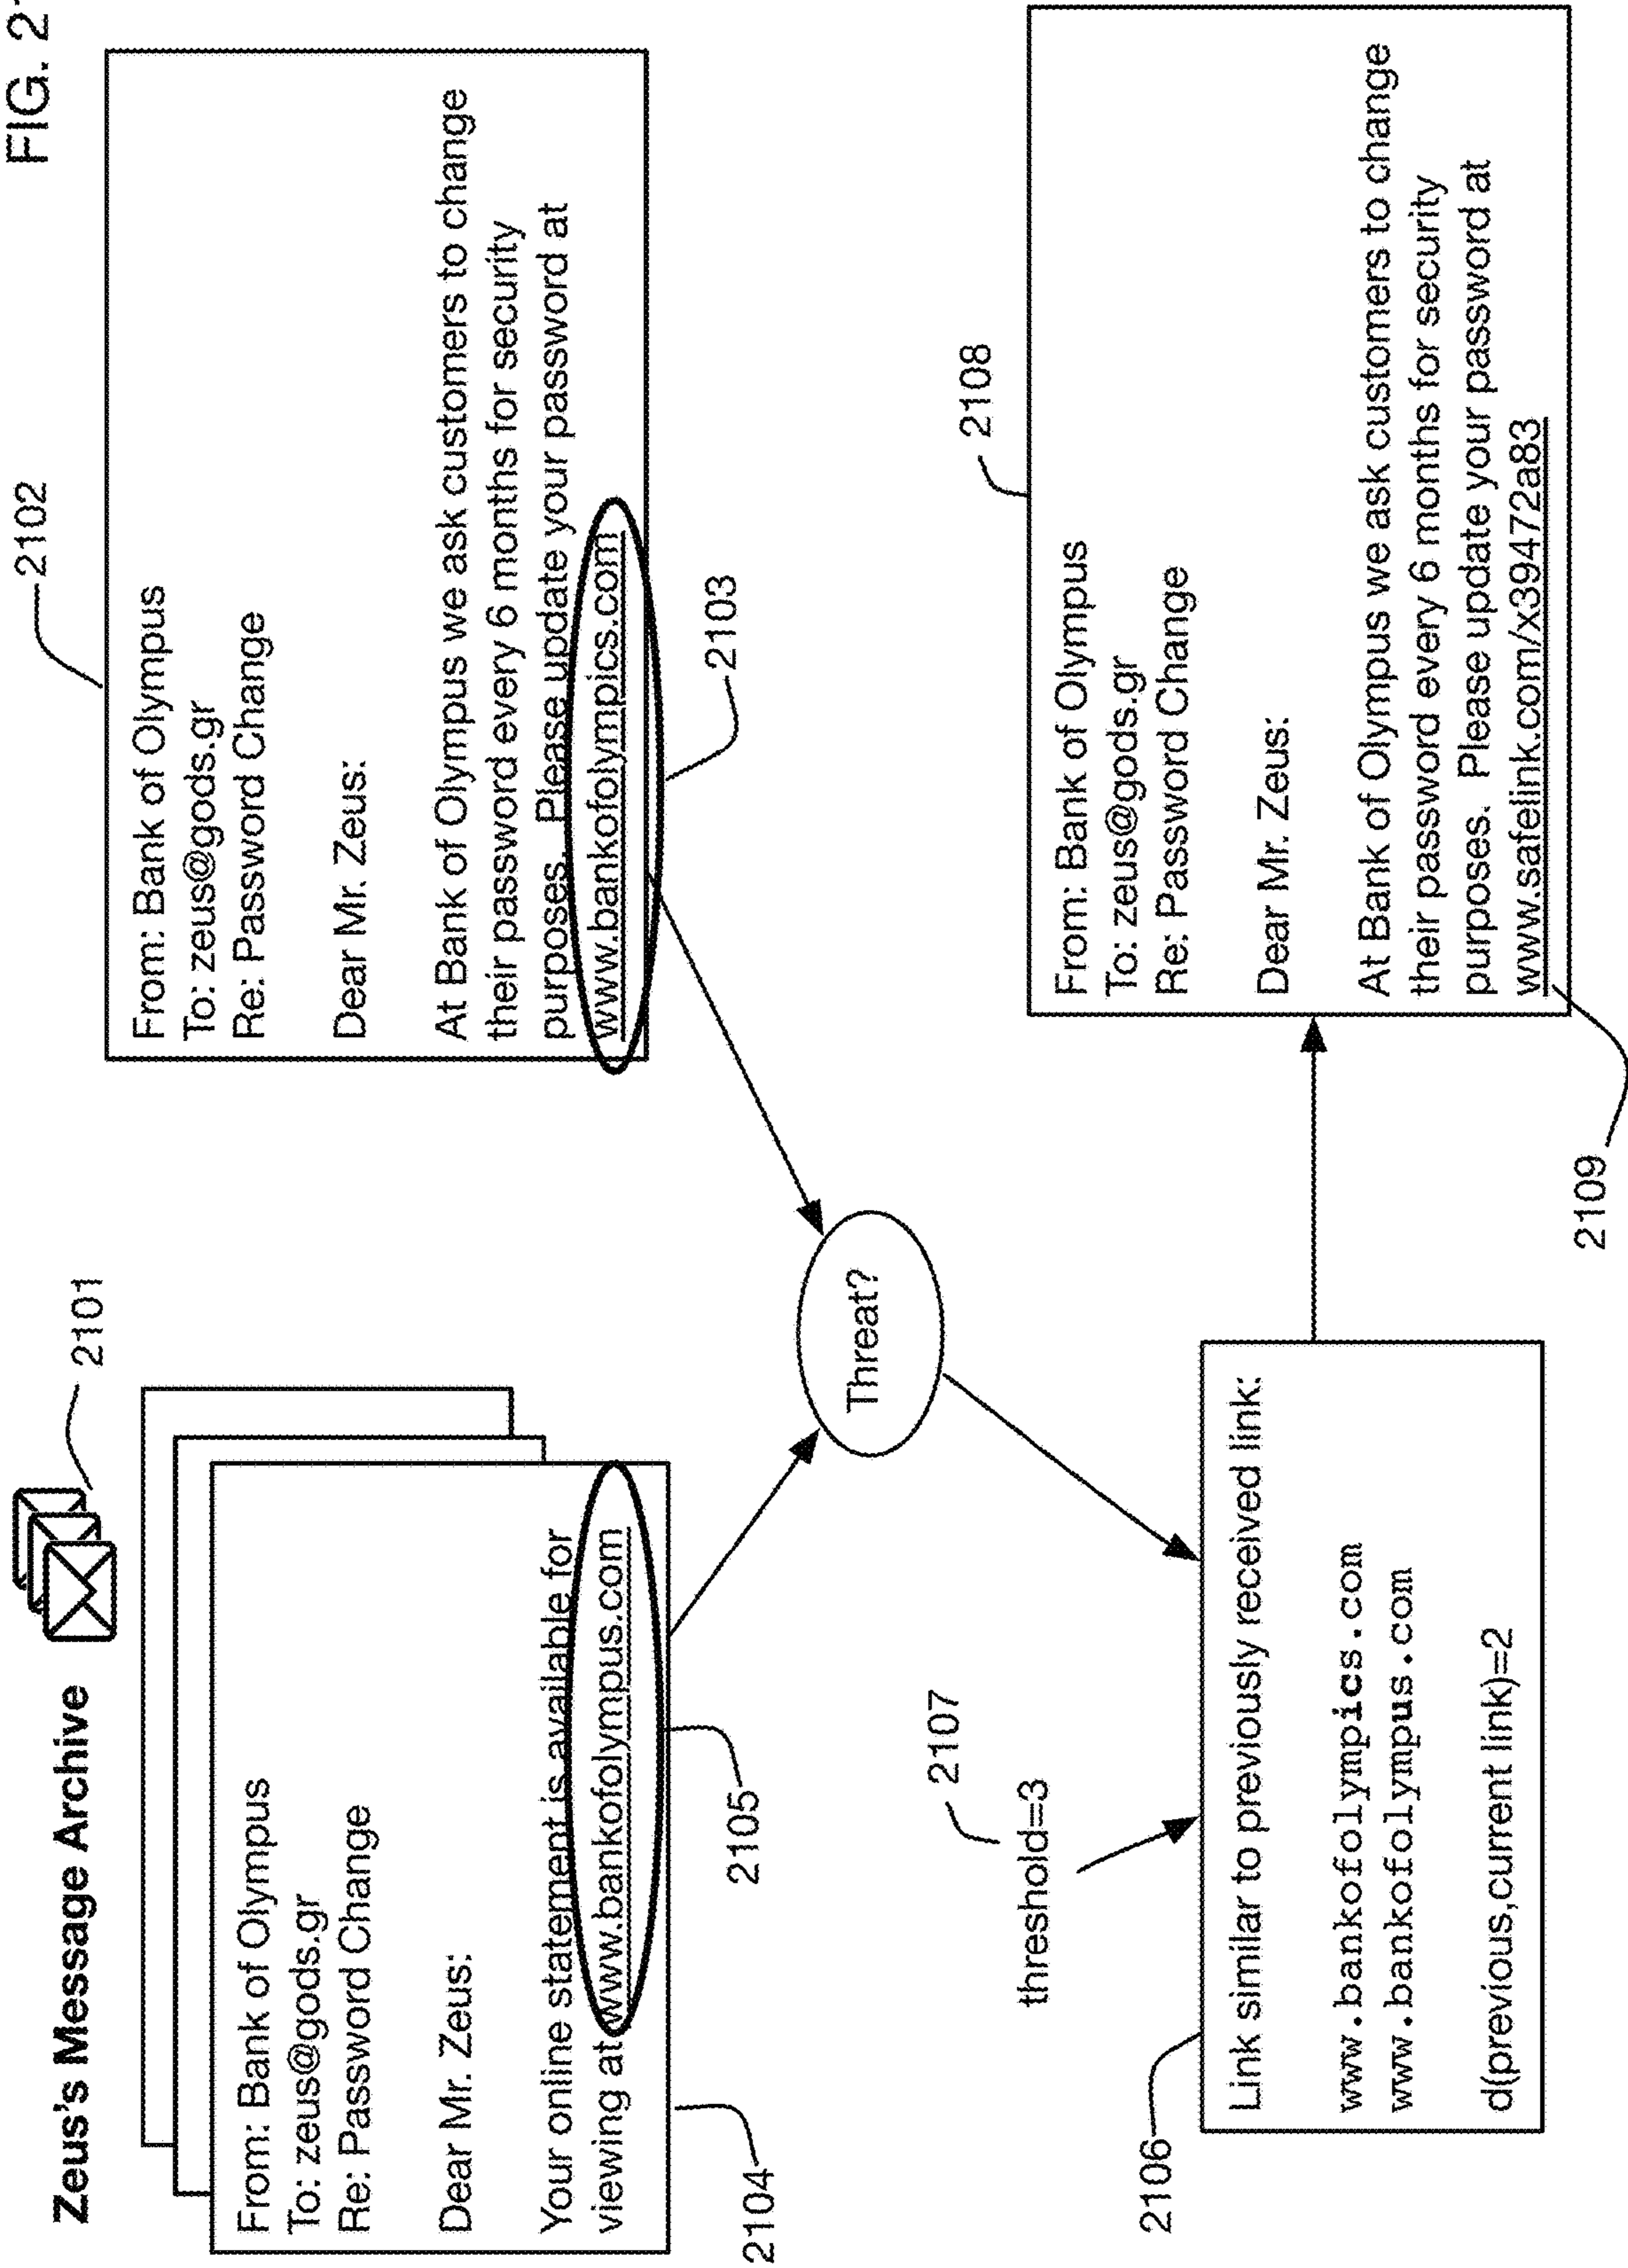 FIG. 21
Zeus's Message Archive
2101
From: Bank of Olympus
To: zeus@gods.gr
Re: Password Change
Dear Mr. Zeus:
Your online statement is available for
viewing at www.bankofolympus.com
2104
2105
2102
From: Bank of Olympus
To: zeus@gods.gr
Re: Password Change
Dear Mr. Zeus:
At Bank of Olympus we ask customers to change
their password every 6 months for security
purposes. Please update your password at
www.bankofolympics.com
2103
Threat?
2107
threshold=3
2106
Link similar to previously received link:
www.bankofolympics.com
www.bankofolympus.com
d(previous,current link)=2
2108
From: Bank of Olympus
To: zeus@gods.gr
Re: Password Change
Dear Mr. Zeus:
At Bank of Olympus we ask customers to change
their password every 6 months for security
purposes. Please update your password at
www.safelink.com/x39472a83
2109